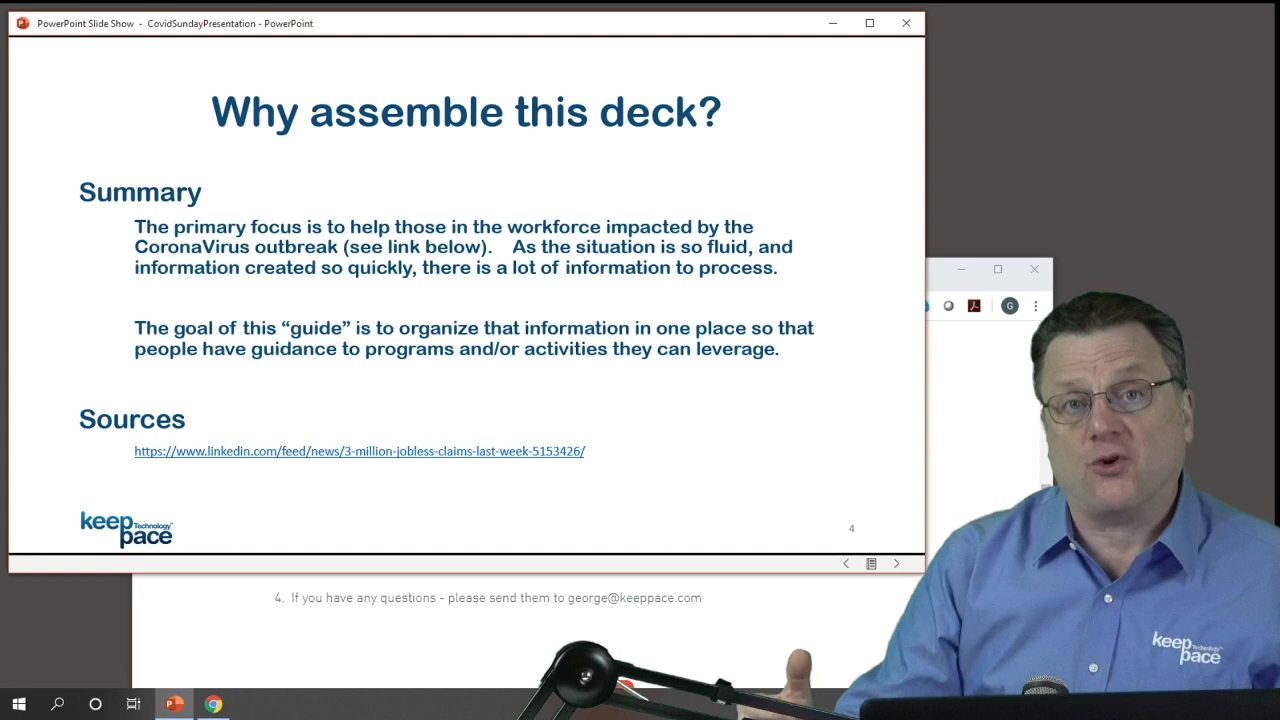 PowerPoint Slide Show - CovidSundayPresentation - PowerPoint
Why assemble this deck?
Summary
The primary focus is to help those in the workforce impacted by the
CoronaVirus outbreak (see link below). As the situation is so fluid, and
information created so quickly, there is a lot of information to process.
The goal of this “guide” is to organize that information in one place so that
people have guidance to programs and/or activities they can leverage.
Sources
https://www.linkedin.com/feed/news/3-million-jobless-claims-last-week-5153426/
keep Technology™
pace
4
G
4. If you have any questions - please send them to george@keeppace.com
keep Technology™
pace